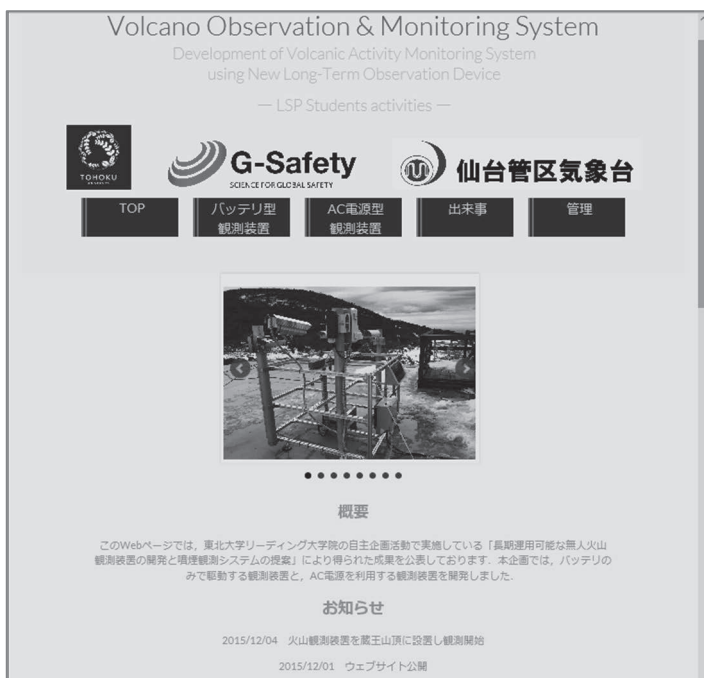 Volcano Observation & Monitoring System
Development of Volcanic Activity Monitoring System
using New Long-Term Observation Device
— LSP Students activities —
TOHOKU
UNIVERSITY
G-Safety
SCIENCE FOR GLOBAL SAFETY
仙台管区気象台
TOP
バッテリ型
観測装置
AC電源型
観測装置
出来事
管理
概要
このWebページでは，東北大学リーディング大学院の自主企画活動で実施している「長期運用可能な無人火山
観測装置の開発と噴煙観測システムの提案」により得られた成果を公表しております．本企画では，バッテリの
みで駆動する観測装置と，AC電源を利用する観測装置を開発しました．
お知らせ
2015/12/04 火山観測装置を蔵王山頂に設置し観測開始
2015/12/01 ウェブサイト公開